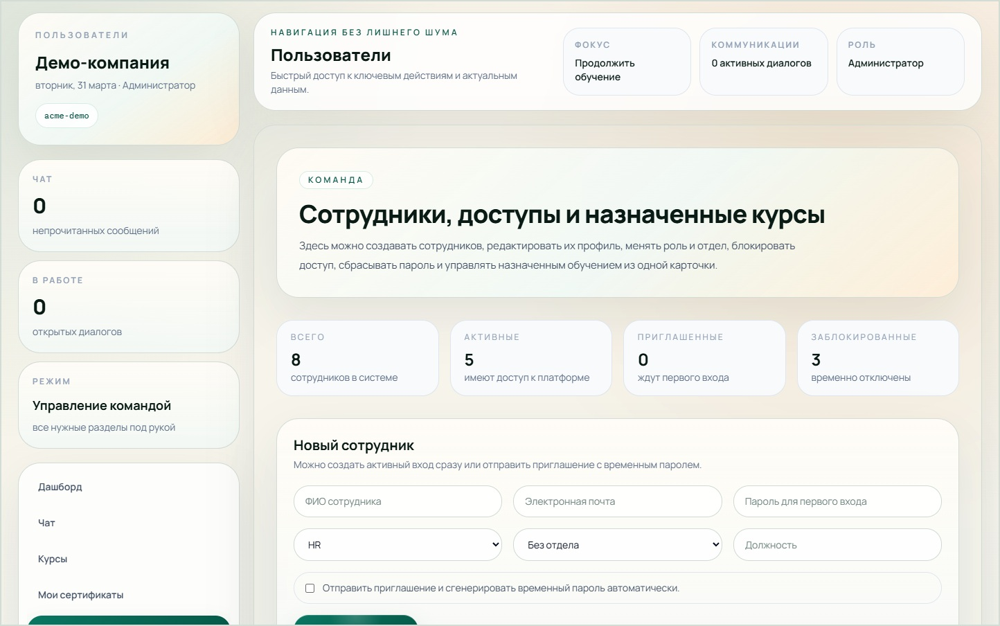 ПОЛЬЗОВАТЕЛИ
Демо-компания
вторник, 31 марта · Администратор
acme-demo
ЧАТ
0
непрочитанных сообщений
В РАБОТЕ
0
открытых диалогов
РЕЖИМ
Управление командой
все нужные разделы под рукой
Дашборд
Чат
Курсы
Мои сертификаты
НАВИГАЦИЯ БЕЗ ЛИШНЕГО ШУМА
Пользователи
Быстрый доступ к ключевым действиям и актуальным
данным.
ФОКУС
Продолжить
обучение
КОММУНИКАЦИИ
0 активных диалогов
РОЛЬ
Администратор
КОМАНДА
Сотрудники, доступы и назначенные курсы
Здесь можно создавать сотрудников, редактировать их профиль, менять роль и отдел, блокировать
доступ, сбрасывать пароль и управлять назначенным обучением из одной карточки.
ВСЕГО
8
сотрудников в системе
АКТИВНЫЕ
5
имеют доступ к платформе
ПРИГЛАШЕННЫЕ
0
ждут первого входа
ЗАБЛОКИРОВАННЫЕ
3
временно отключены
Новый сотрудник
Можно создать активный вход сразу или отправить приглашение с временным паролем.
ФИО сотрудника
Электронная почта
Пароль для первого входа
HR
Без отдела
Должность
Отправить приглашение и сгенерировать временный пароль автоматически.